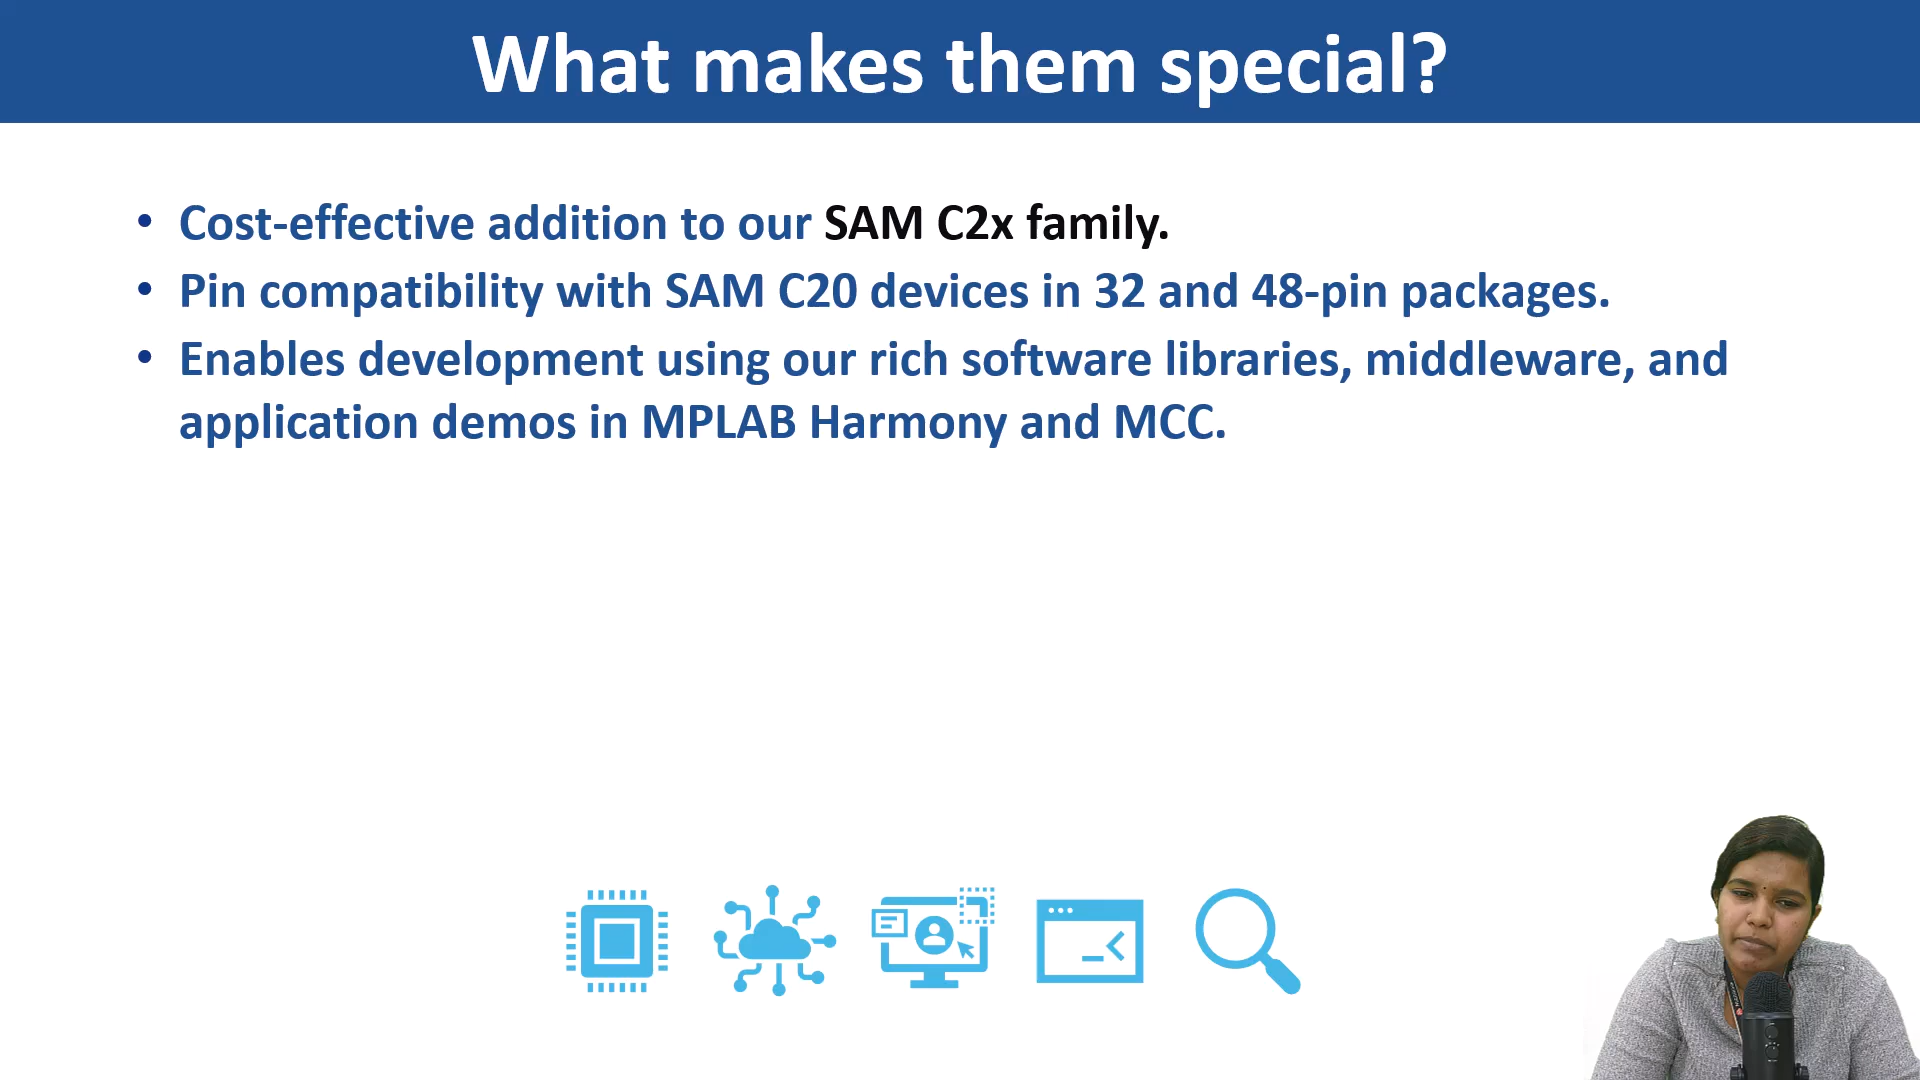 What makes them special?
• Cost-effective addition to our SAM C2x family.
• Pin compatibility with SAM C20 devices in 32 and 48-pin packages.
• Enables development using our rich software libraries, middleware, and
application demos in MPLAB Harmony and MCC.